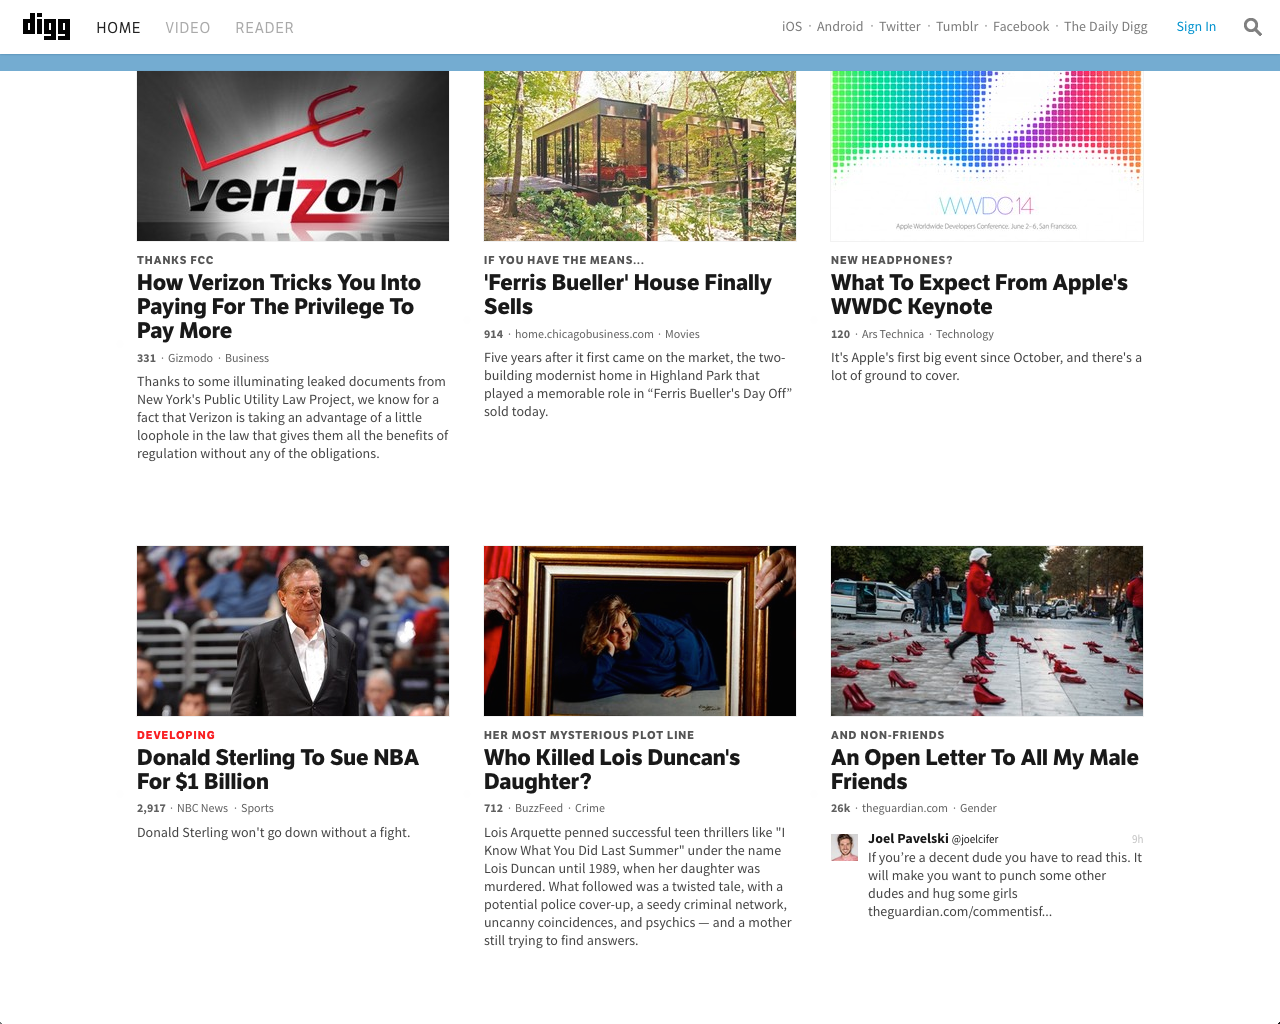 digg HOME VIDEO READER iOS · Android · Twitter · Tumblr · Facebook · The Daily Digg Sign In
verizon
WWDC14
Apple Worldwide Developers Conference. June 2–6, San Francisco.
THANKS FCC
How Verizon Tricks You Into
Paying For The Privilege To
Pay More
331 · Gizmodo · Business
Thanks to some illuminating leaked documents from
New York's Public Utility Law Project, we know for a
fact that Verizon is taking an advantage of a little
loophole in the law that gives them all the benefits of
regulation without any of the obligations.
IF YOU HAVE THE MEANS...
'Ferris Bueller' House Finally
Sells
914 · home.chicagobusiness.com · Movies
Five years after it first came on the market, the two-
building modernist home in Highland Park that
played a memorable role in “Ferris Bueller's Day Off”
sold today.
NEW HEADPHONES?
What To Expect From Apple's
WWDC Keynote
120 · Ars Technica · Technology
It's Apple's first big event since October, and there's a
lot of ground to cover.
DEVELOPING
Donald Sterling To Sue NBA
For $1 Billion
2,917 · NBC News · Sports
Donald Sterling won't go down without a fight.
HER MOST MYSTERIOUS PLOT LINE
Who Killed Lois Duncan's
Daughter?
712 · BuzzFeed · Crime
Lois Arquette penned successful teen thrillers like "I
Know What You Did Last Summer" under the name
Lois Duncan until 1989, when her daughter was
murdered. What followed was a twisted tale, with a
potential police cover-up, a seedy criminal network,
uncanny coincidences, and psychics — and a mother
still trying to find answers.
AND NON-FRIENDS
An Open Letter To All My Male
Friends
26k · theguardian.com · Gender
Joel Pavelski @joelcifer 9h
If you’re a decent dude you have to read this. It
will make you want to punch some other
dudes and hug some girls
theguardian.com/commentisf...